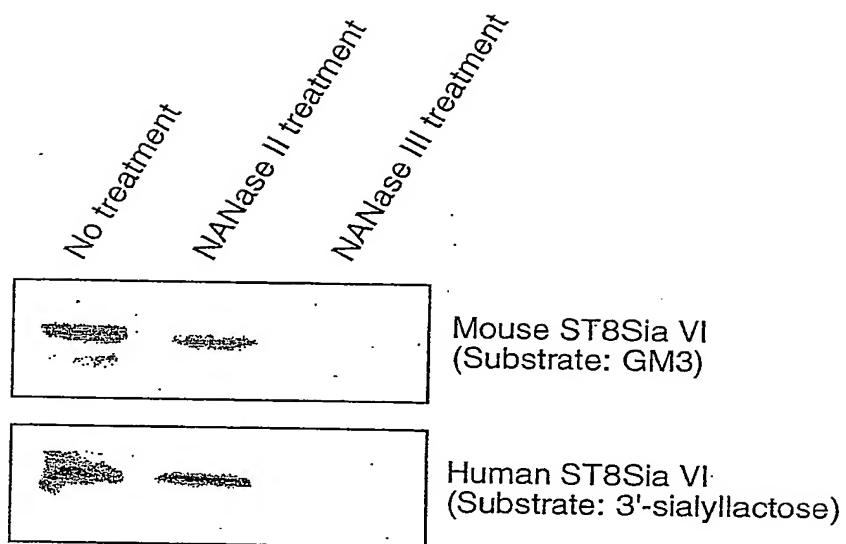 No treatment
NANase II treatment
NANase III treatment
Mouse ST8Sia VI
(Substrate: GM3)
Human ST8Sia VI
(Substrate: 3'-sialyllactose)